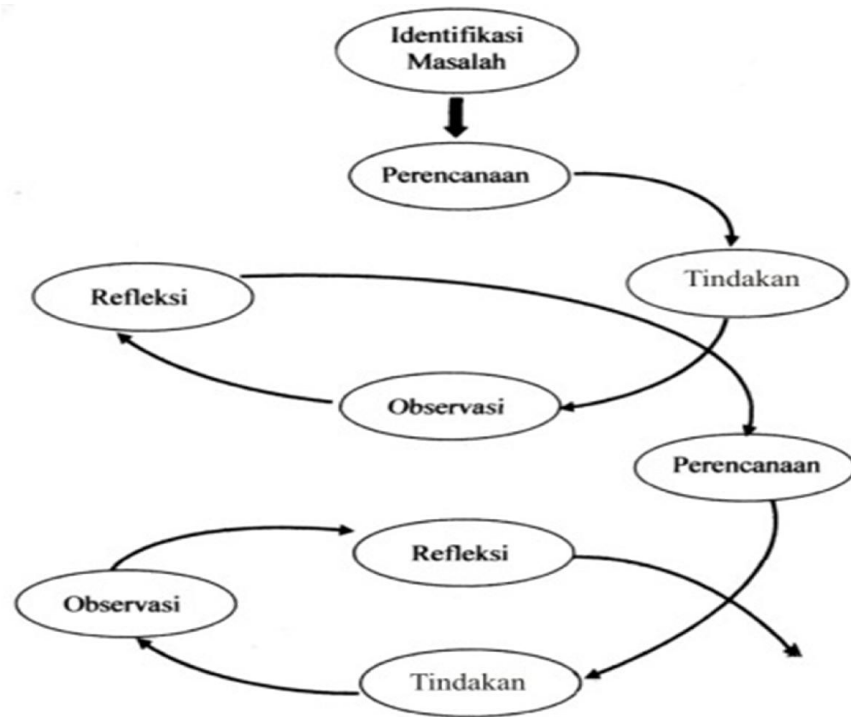 Identifikasi
Masalah
Perencanaan
Tindakan
Refleksi
Observasi
Perencanaan
Refleksi
Observasi
Tindakan